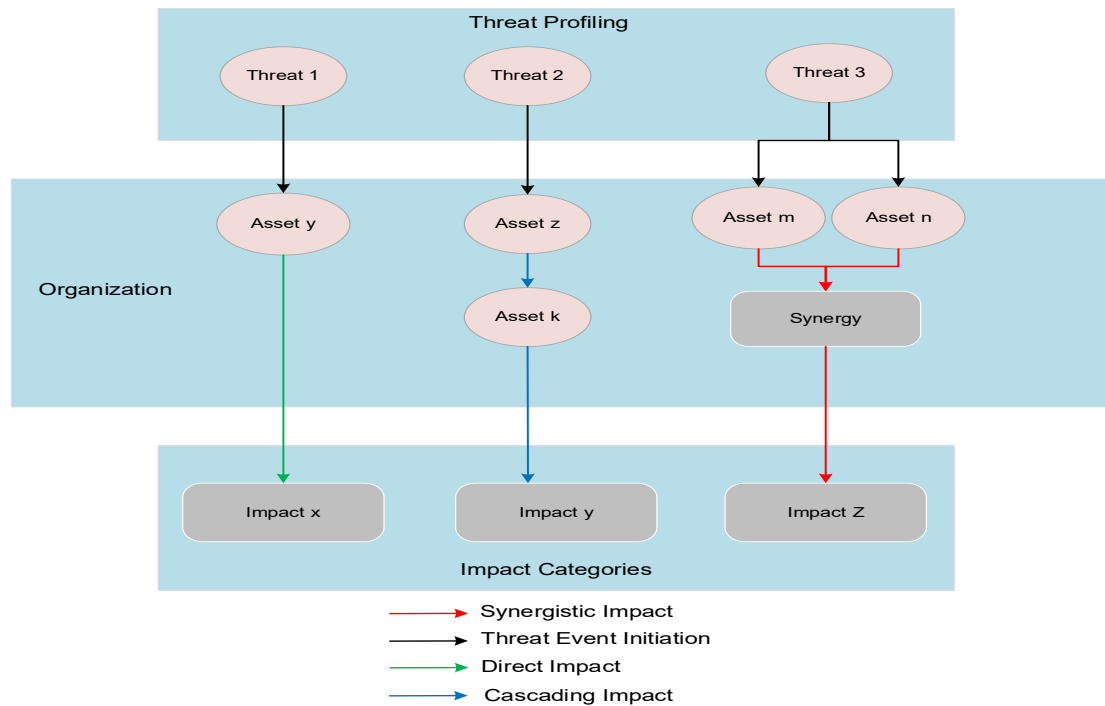 Threat Profiling
Threat 1
Threat 2
Threat 3
Asset y
Asset z
Asset m
Asset n
Organization
Asset k
Synergy
Impact x
Impact y
Impact Z
Impact Categories
Synergistic Impact
Threat Event Initiation
Direct Impact
Cascading Impact